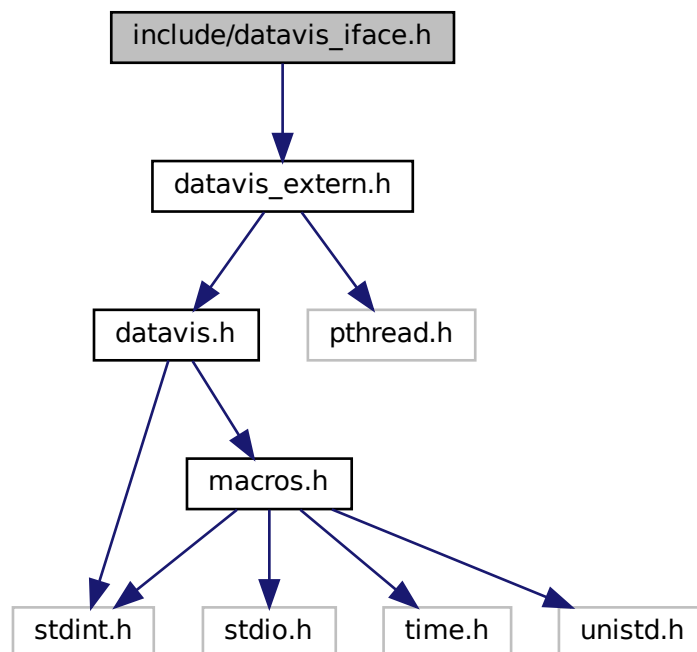 include/datavis_iface.h
datavis_extern.h
datavis.h
pthread.h
macros.h
stdint.h
stdio.h
time.h
unistd.h